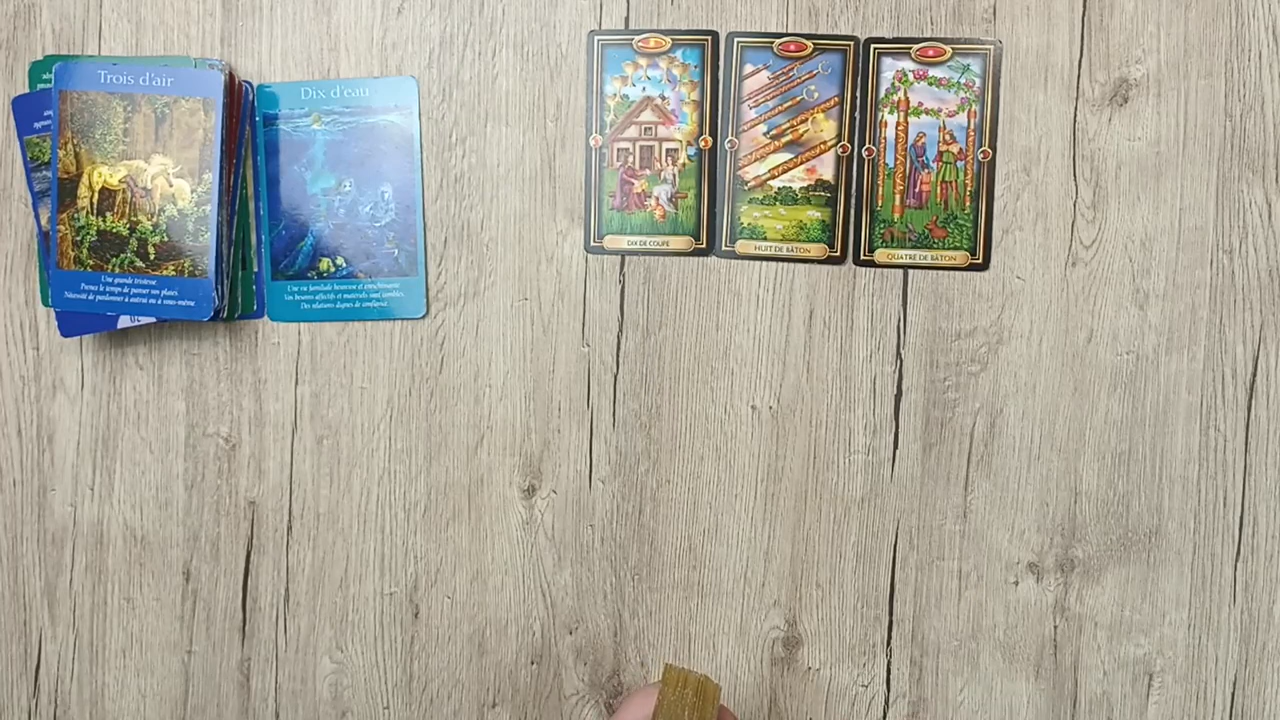 Trois d'air
Une grande tristesse.
Prenez le temps de panser vos plaies.
Nécessité de pardonner à autrui ou à vous-même
Dix d'eau
Une vie familiale heureuse et enrichissante
Vos besoins affectifs et matériels sont comblés.
Des relations dignes de confiance.
DIX DE COUPE
HUIT DE BÂTON
QUATRE DE BÂTON